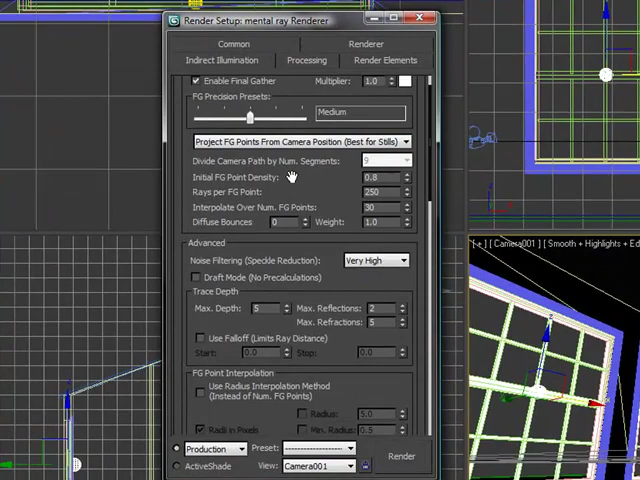 Render Setup: mental ray Renderer
Common Renderer
Indirect Illumination Processing Render Elements
Enable Final Gather Multiplier: 1.0
FG Precision Presets:
Medium
Project FG Points From Camera Position (Best for Stills)
Divide Camera Path by Num. Segments: 9
Initial FG Point Density: 0.8
Rays per FG Point: 250
Interpolate Over Num. FG Points: 30
Diffuse Bounces 0 Weight: 1.0
Advanced
Noise Filtering (Speckle Reduction): Very High
Draft Mode (No Precalculations)
Trace Depth
Max. Depth: 5 Max. Reflections: 2
Max. Refractions: 5
Use Falloff (Limits Ray Distance)
Start: 0.0 Stop: 0.0
FG Point Interpolation
Use Radius Interpolation Method
(Instead of Num. FG Points)
Radius: 5.0
Radii in Pixels Min. Radius: 0.5
Production Preset:
ActiveShade View: Camera001
Render
[ + ] [ Camera001 ] [ Smooth + Highlights + Ed